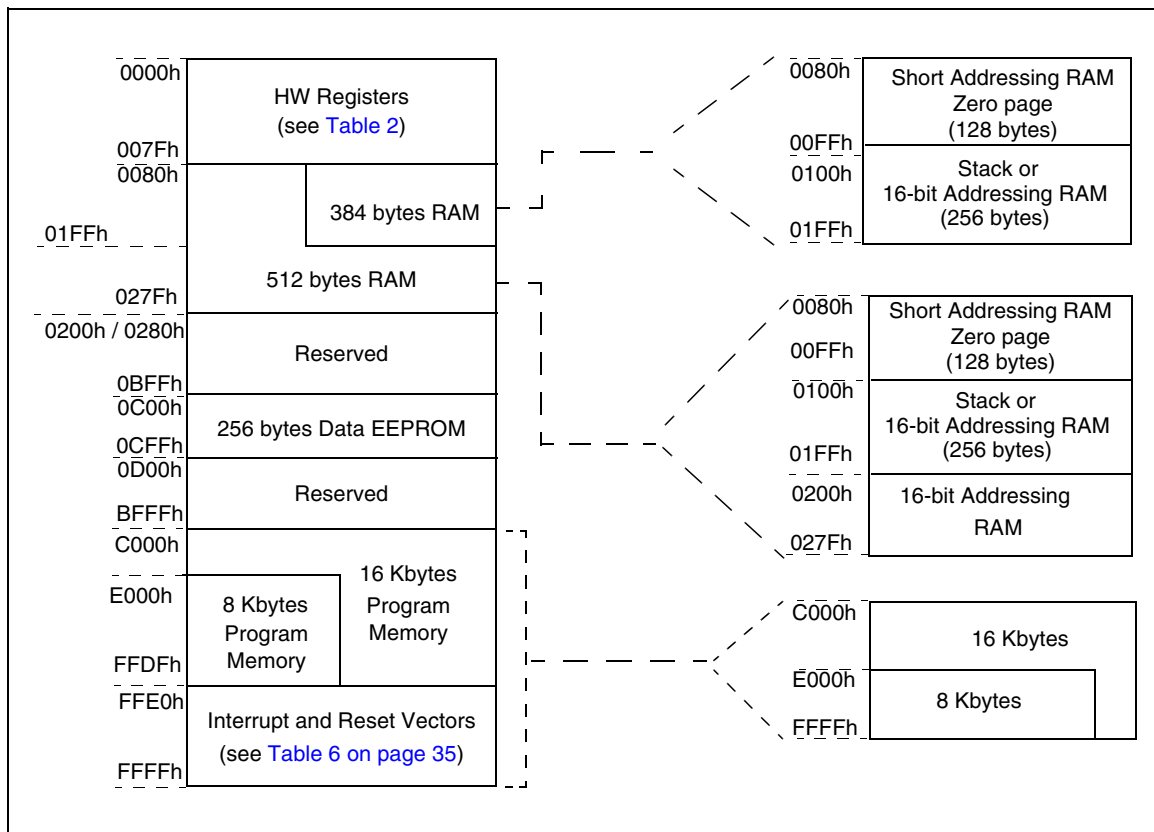 0000h
HW Registers
(see Table 2)
007Fh
0080h
384 bytes RAM
01FFh
512 bytes RAM
027Fh
0200h / 0280h
Reserved
0BFFh
0C00h
256 bytes Data EEPROM
0CFFh
0D00h
Reserved
BFFFh
C000h
16 Kbytes
Program
Memory
E000h
8 Kbytes
Program
Memory
FFDFh
FFE0h
Interrupt and Reset Vectors
(see Table 6 on page 35)
FFFFh
0080h
Short Addressing RAM
Zero page
(128 bytes)
00FFh
0100h
Stack or
16-bit Addressing RAM
(256 bytes)
01FFh
0080h
Short Addressing RAM
Zero page
(128 bytes)
00FFh
0100h
Stack or
16-bit Addressing RAM
(256 bytes)
01FFh
0200h
16-bit Addressing
RAM
027Fh
C000h
16 Kbytes
E000h
8 Kbytes
FFFFh